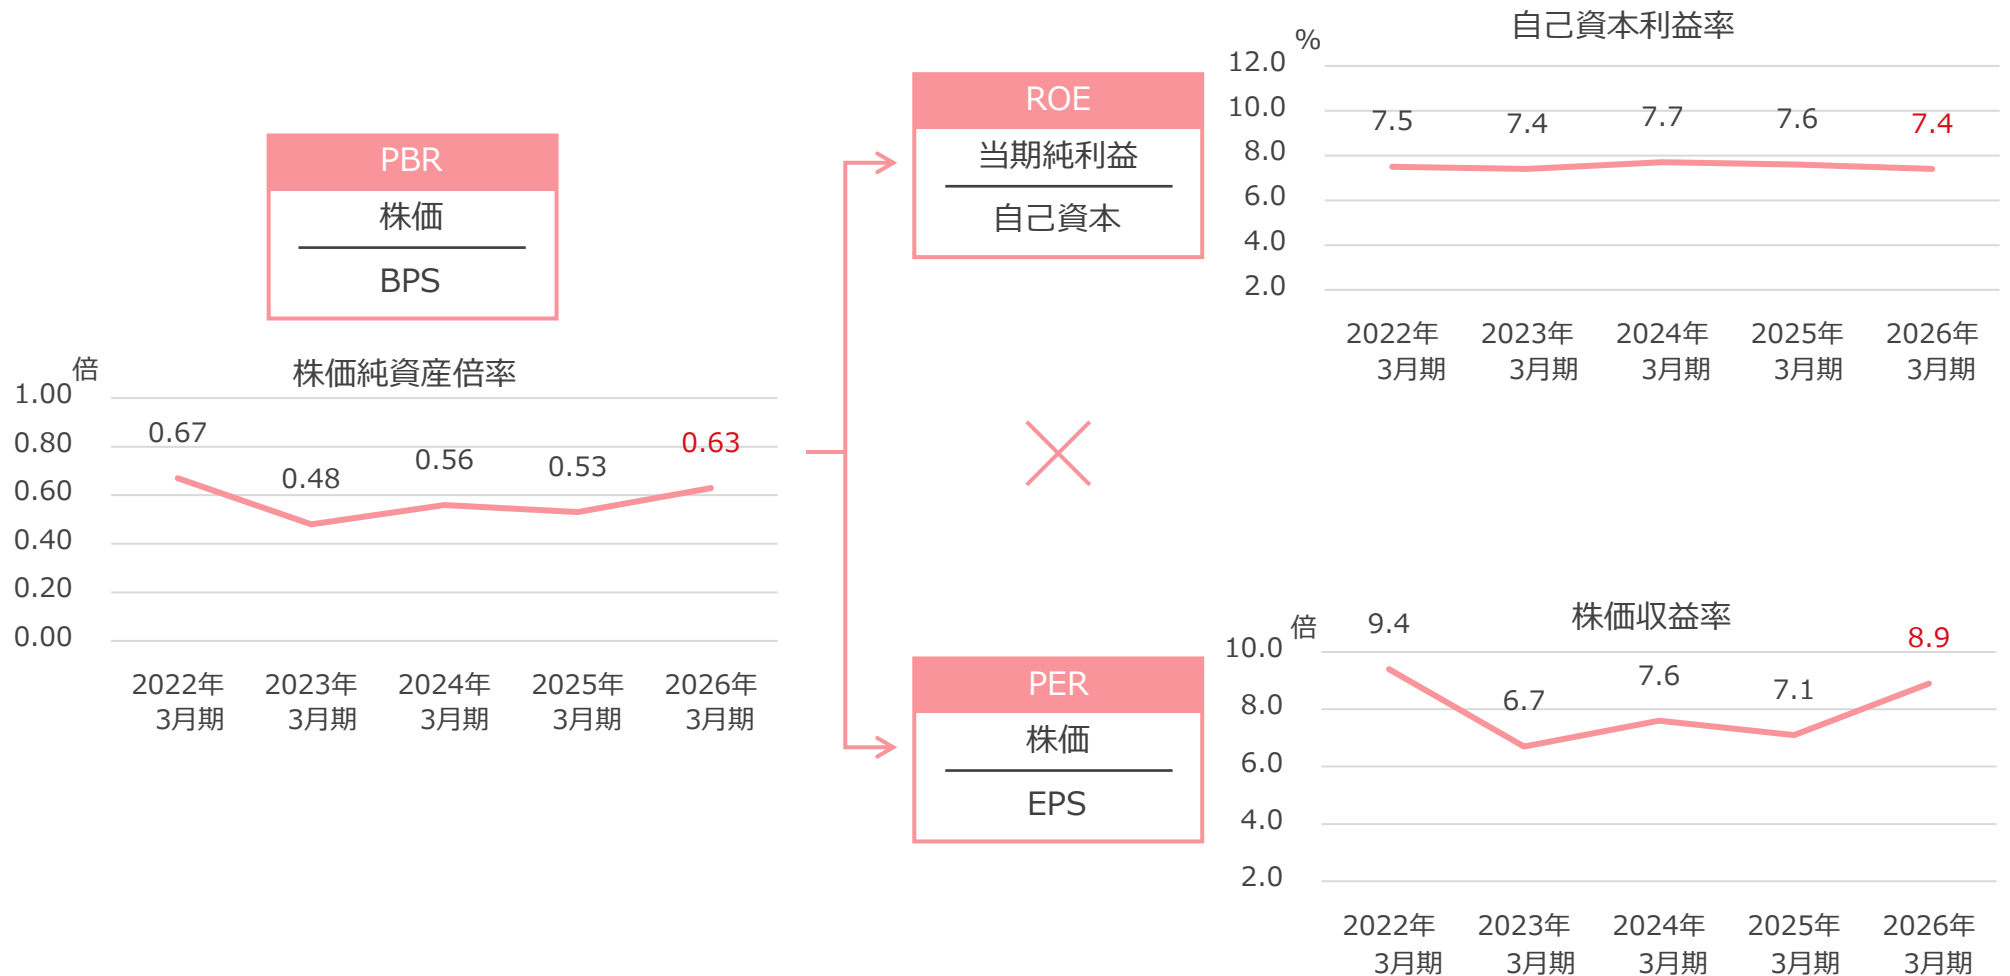 PBR
株価
BPS
株価純資産倍率
倍
1.00
0.80
0.60
0.40
0.20
0.00
0.67
0.48
0.56
0.53
0.63
2022年 2023年 2024年 2025年 2026年
3月期 3月期 3月期 3月期 3月期
ROE
当期純利益
自己資本
自己資本利益率
%
12.0
10.0
8.0
6.0
4.0
2.0
7.5
7.4
7.7
7.6
7.4
2022年 2023年 2024年 2025年 2026年
3月期 3月期 3月期 3月期 3月期
PER
株価
EPS
株価収益率
倍
10.0
8.0
6.0
4.0
2.0
9.4
6.7
7.6
7.1
8.9
2022年 2023年 2024年 2025年 2026年
3月期 3月期 3月期 3月期 3月期